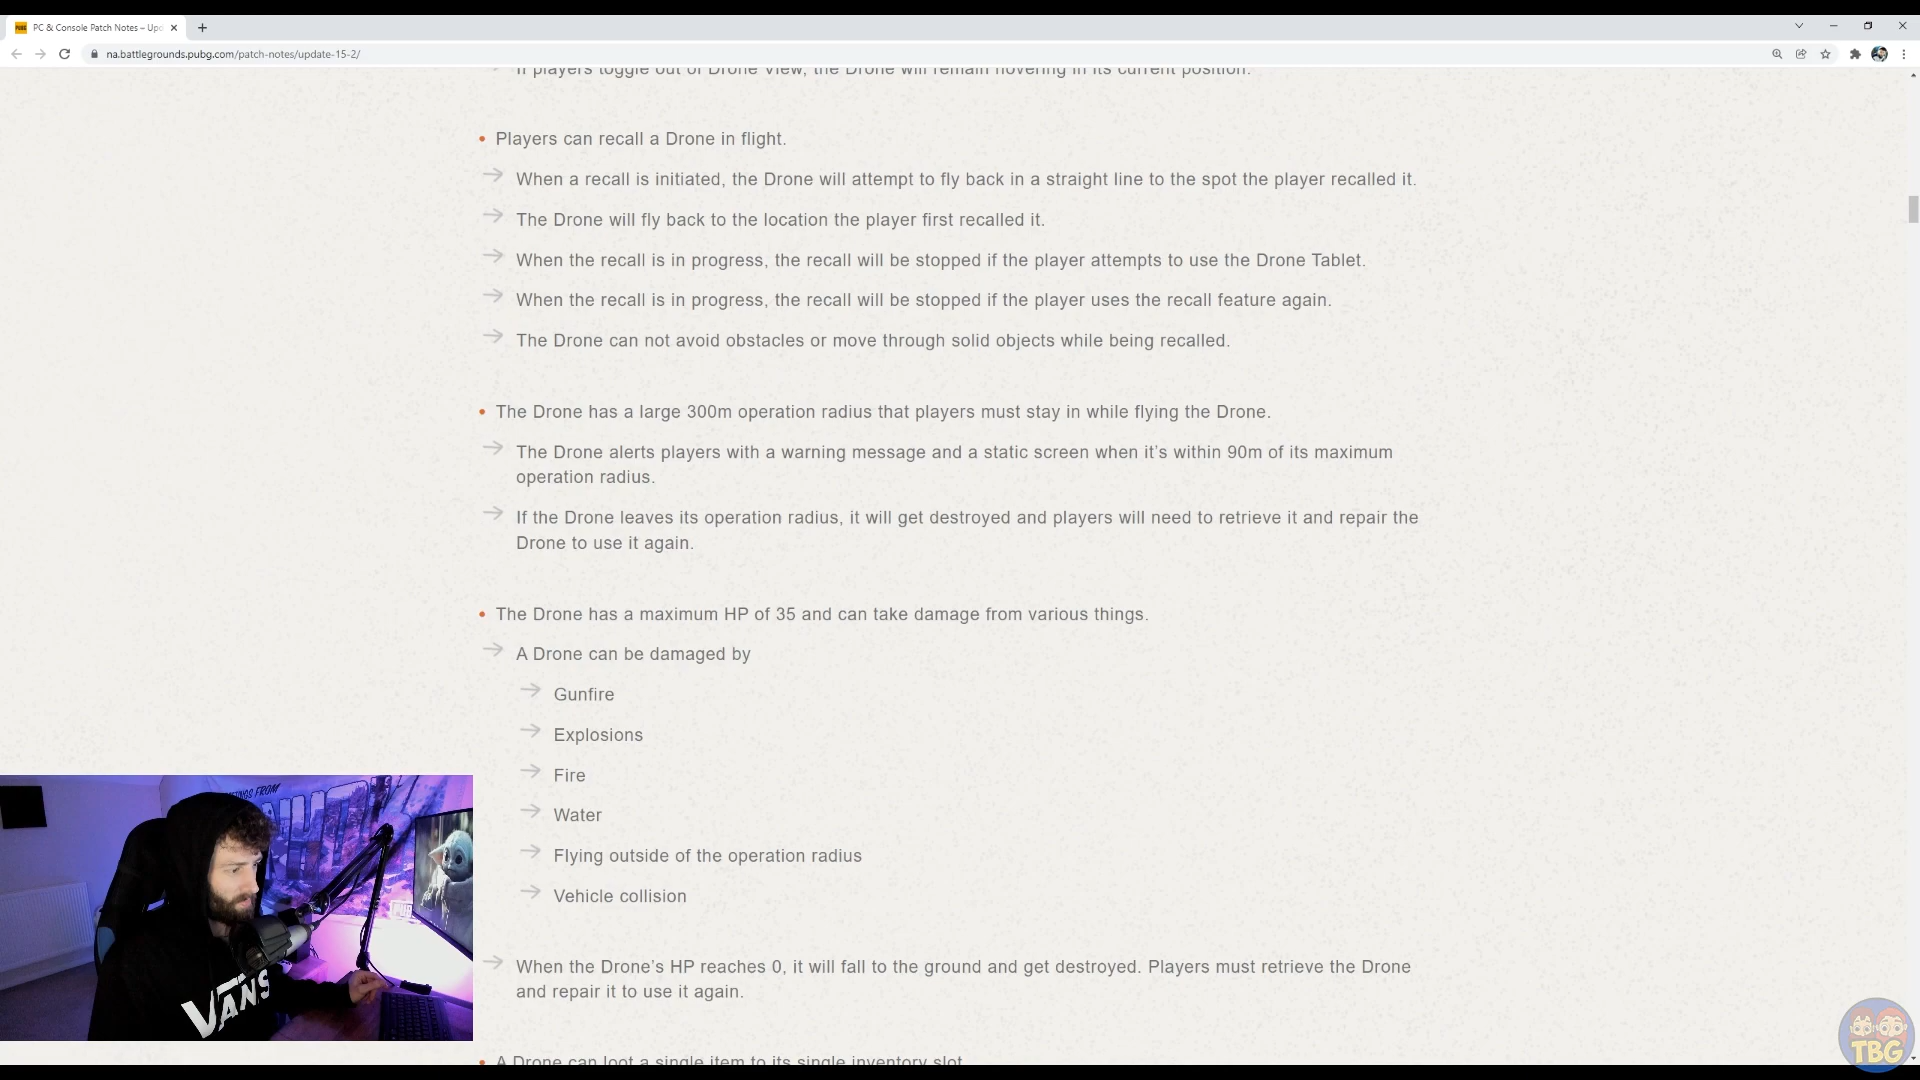 PC & Console Patch Notes – Upd
na.battlegrounds.pubg.com/patch-notes/update-15-2/
If players toggle out of Drone View, the Drone will remain hovering in its current position.
Players can recall a Drone in flight.
When a recall is initiated, the Drone will attempt to fly back in a straight line to the spot the player recalled it.
The Drone will fly back to the location the player first recalled it.
When the recall is in progress, the recall will be stopped if the player attempts to use the Drone Tablet.
When the recall is in progress, the recall will be stopped if the player uses the recall feature again.
The Drone can not avoid obstacles or move through solid objects while being recalled.
The Drone has a large 300m operation radius that players must stay in while flying the Drone.
The Drone alerts players with a warning message and a static screen when it’s within 90m of its maximum
operation radius.
If the Drone leaves its operation radius, it will get destroyed and players will need to retrieve it and repair the
Drone to use it again.
The Drone has a maximum HP of 35 and can take damage from various things.
A Drone can be damaged by
Gunfire
Explosions
Fire
Water
Flying outside of the operation radius
Vehicle collision
When the Drone’s HP reaches 0, it will fall to the ground and get destroyed. Players must retrieve the Drone
and repair it to use it again.
A Drone can loot a single item to its single inventory slot
FROM
VANS
TBG